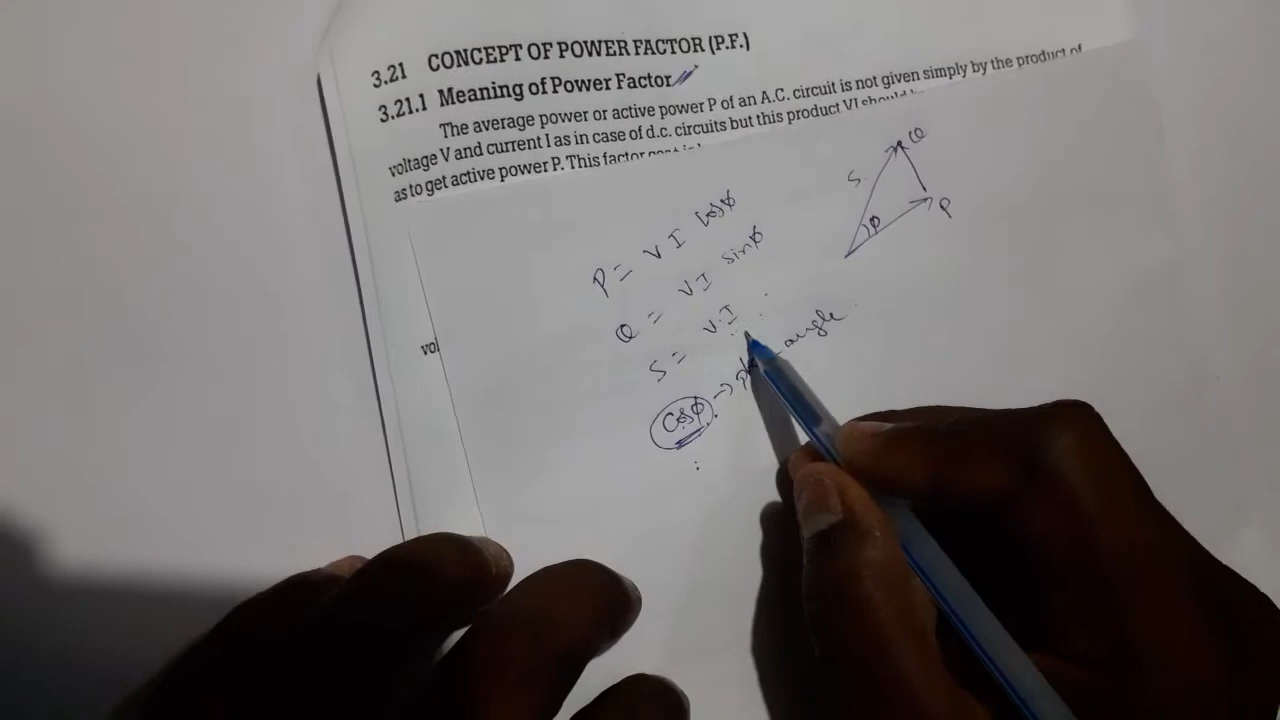 3.21 CONCEPT OF POWER FACTOR (P.F.)
3.21.1 Meaning of Power Factor
The average power or active power P of an A.C. circuit is not given simply by the product of
voltage V and current I as in case of d.c. circuits but this product VI should
as to get active power P. This factor
P = V I cosϕ
Q = VI sinϕ
S = V.I
Cosϕ → angle
S
Q
ϕ
P
vol